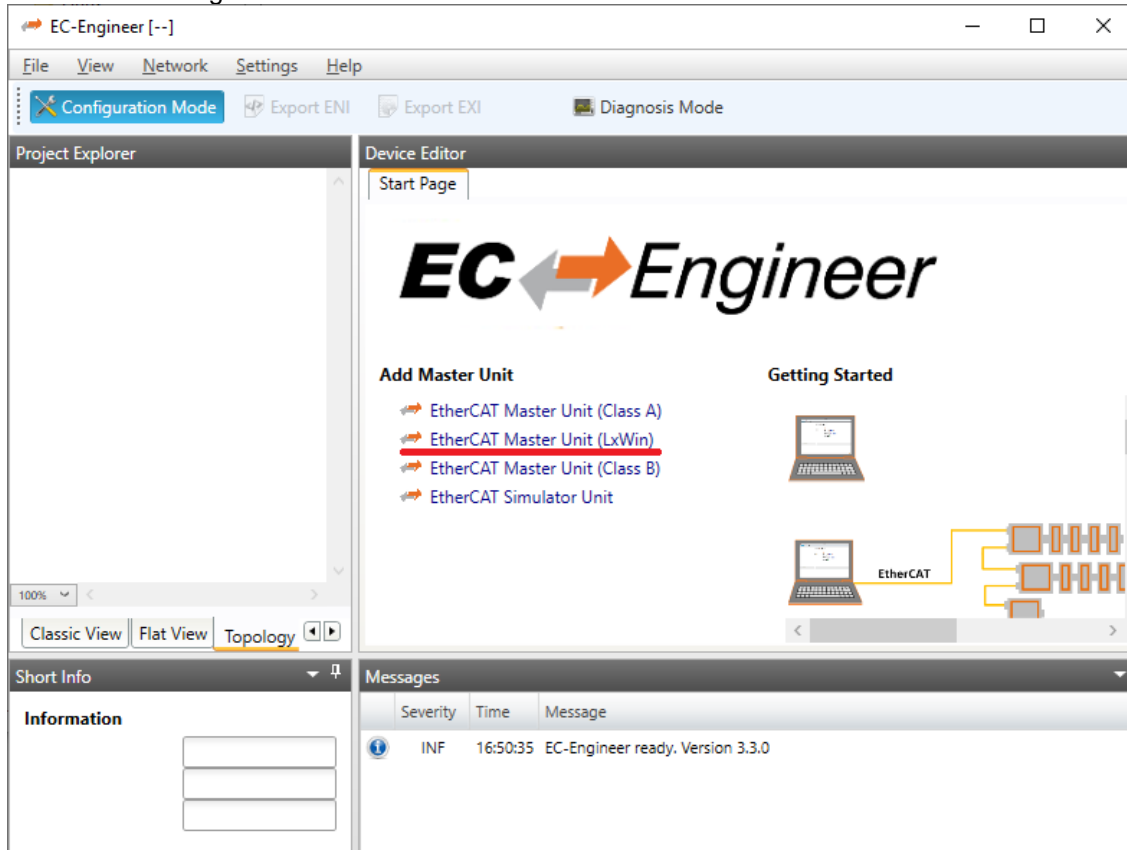 EC-Engineer [--]
File View Network Settings Help
Configuration Mode Export ENI Export EXI Diagnosis Mode
Project Explorer
Device Editor
Start Page
EC Engineer
Add Master Unit
EtherCAT Master Unit (Class A)
EtherCAT Master Unit (LxWin)
EtherCAT Master Unit (Class B)
EtherCAT Simulator Unit
Getting Started
EtherCAT
100%
Classic View Flat View Topology
Short Info
Information
Messages
Severity Time Message
INF 16:50:35 EC-Engineer ready. Version 3.3.0